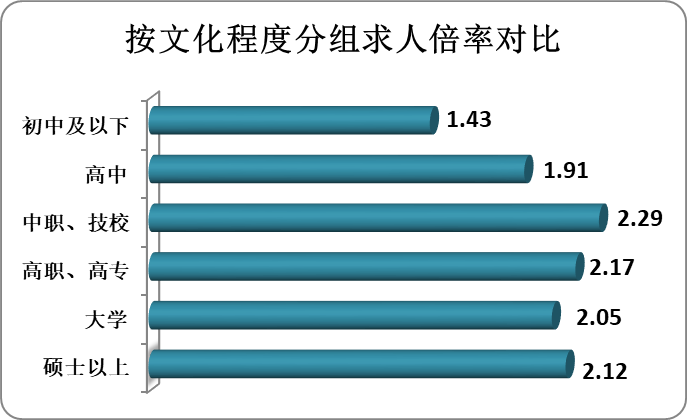 按文化程度分组求人倍率对比
初中及以下 1.43
高中 1.91
中职、技校 2.29
高职、高专 2.17
大学 2.05
硕士以上 2.12